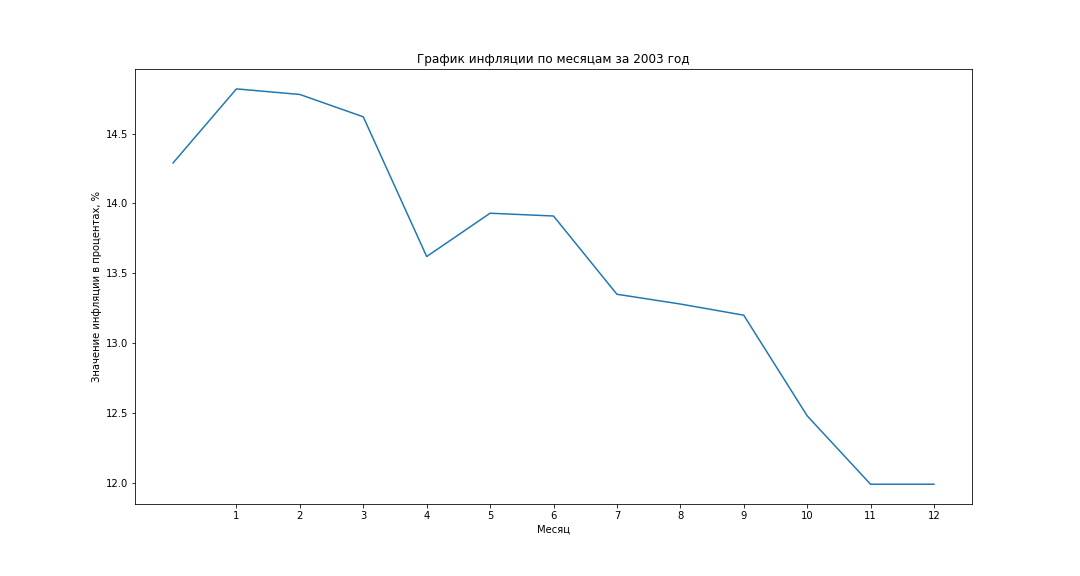 График инфляции по месяцам за 2003 год
Значение инфляции в процентах, %
14.5
14.0
13.5
13.0
12.5
12.0
1 2 3 4 5 6 7 8 9 10 11 12
Месяц